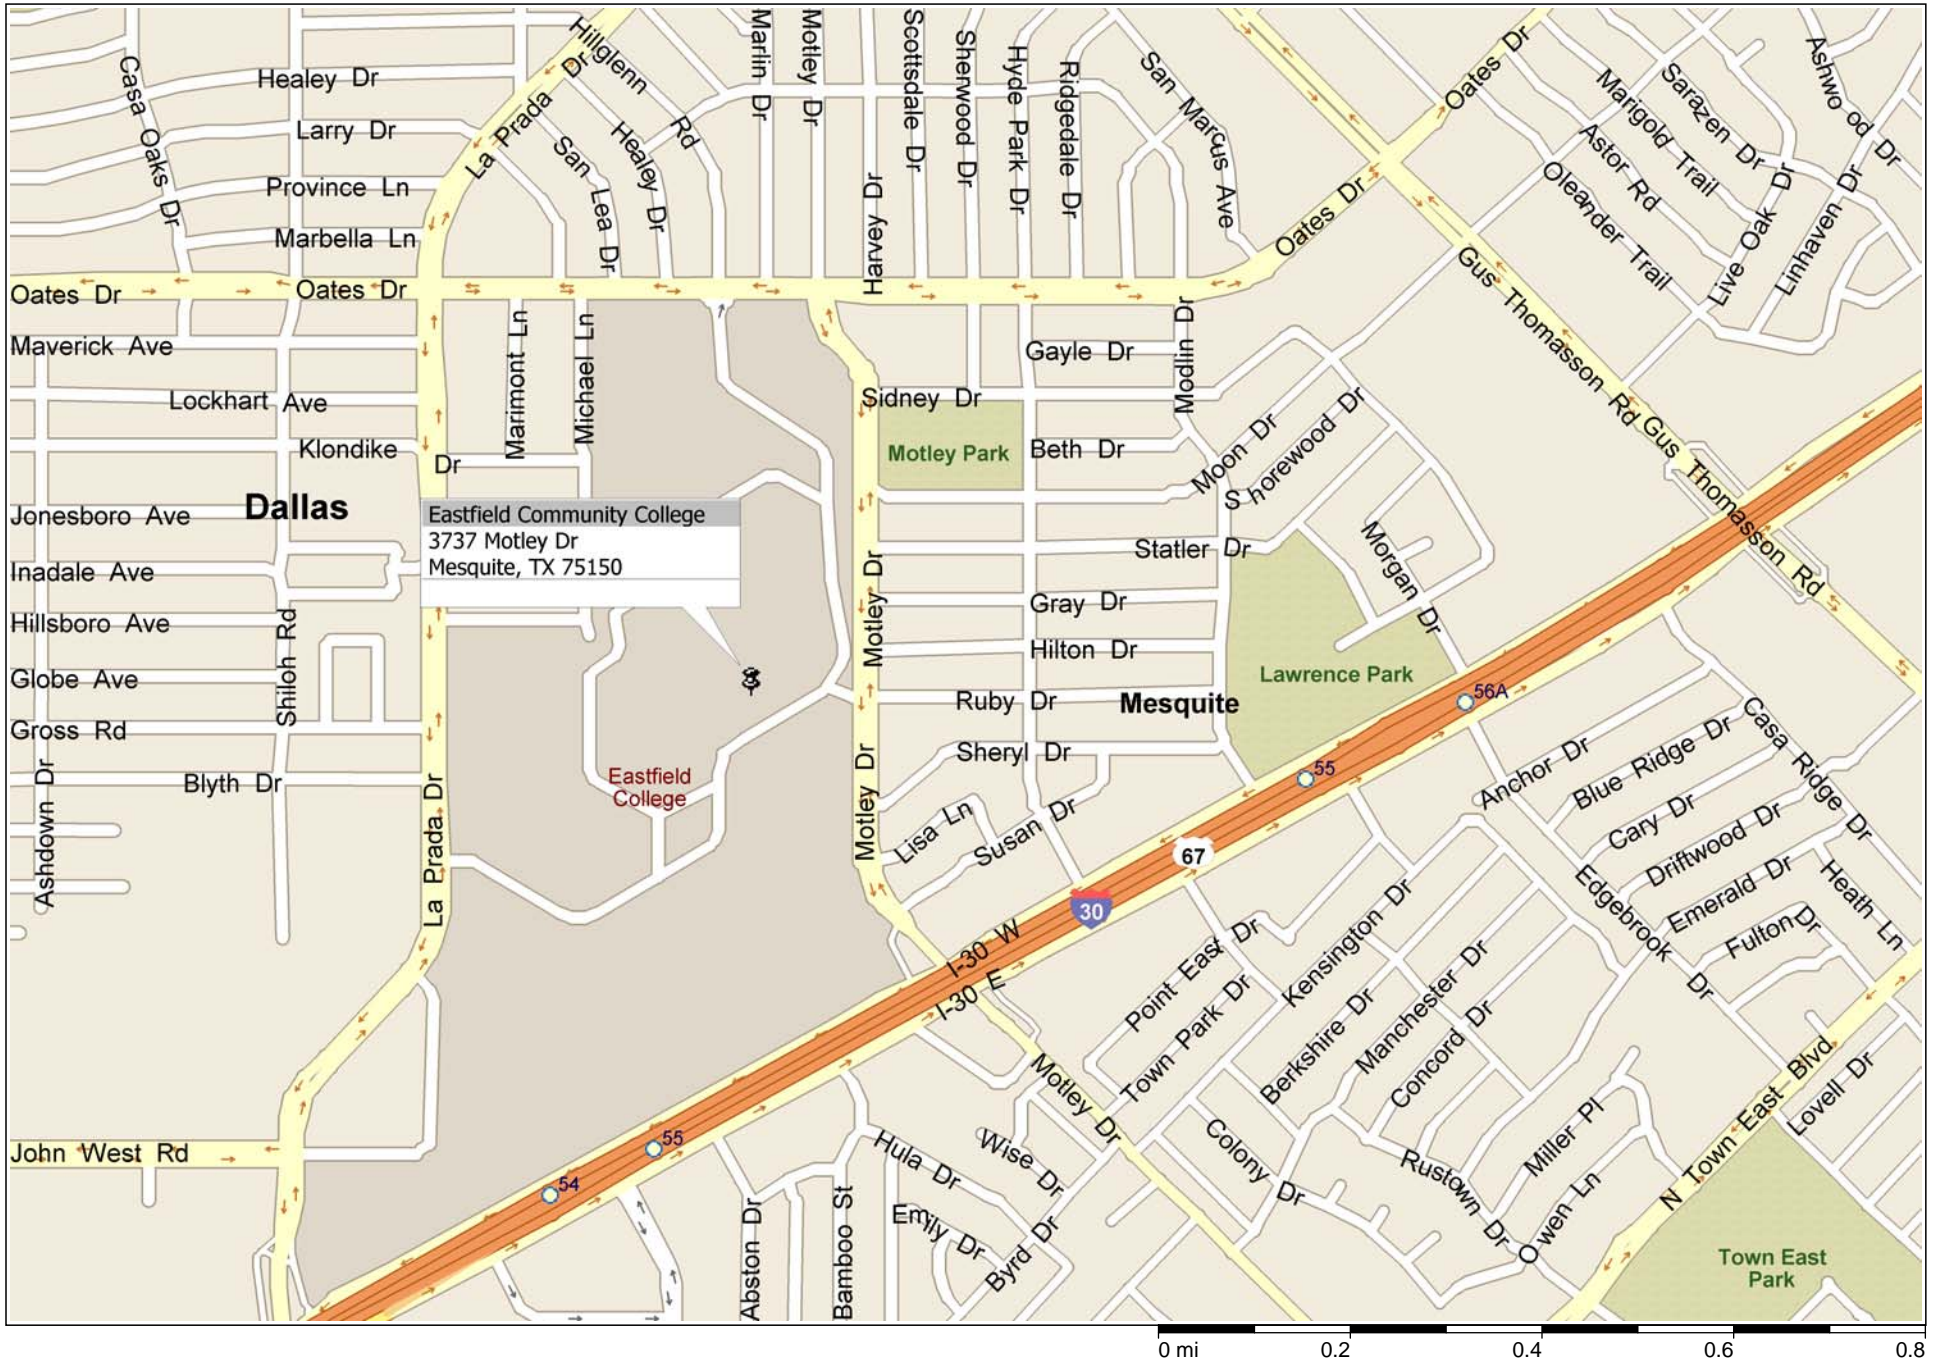 Hillglenn Rd
Marlin Dr
Motley Dr
Scottsdale Dr
Sherwood Dr
Hyde Park Dr
Ridgedale Dr
San Marcus Ave
Oates Dr
Marigold Trail
Sarazen Dr
Ashwood Dr
Casa Oaks Dr
Healey Dr
La Prada Dr
Larry Dr
San Lea Dr
Healey Dr
Astor Rd
Oleander Trail
Province Ln
Harvey Dr
Oates Dr
Live Oak Dr
Linhaven Dr
Marbella Ln
Gus Thomasson Rd
Oates Dr
Oates Dr
Maverick Ave
Marimont Ln
Michael Ln
Gayle Dr
Modlin Dr
Lockhart Ave
Sidney Dr
Klondike Dr
Motley Park
Beth Dr
Moon Dr
Shorewood Dr
Gus Thomasson Rd
Dallas
Jonesboro Ave
Eastfield Community College
3737 Motley Dr
Mesquite, TX 75150
Statler Dr
Morgan Dr
Inadale Ave
Motley Dr
Gray Dr
Hillsboro Ave
Shiloh Rd
Hilton Dr
Lawrence Park
Globe Ave
Ruby Dr
Mesquite
56A
Gross Rd
Sheryl Dr
55
Casa Ridge Dr
Anchor Dr
Blue Ridge Dr
Ashdown Dr
Blyth Dr
Eastfield
College
Motley Dr
La Prada Dr
Lisa Ln
Susan Dr
67
Cary Dr
Driftwood Dr
Emerald Dr
Heath Ln
Edgebrook Dr
Fulton Dr
30
I-30 W
I-30 E
Point East Dr
Town Park Dr
Kensington Dr
Berkshire Dr
Manchester Dr
Concord Dr
Motley Dr
N Town East Blvd
Lovell Dr
John West Rd
55
54
Hula Dr
Wise Dr
Colony Dr
Rustown Dr
Miller Pl
Owen Ln
Abston Dr
Bamboo St
Emily Dr
Byrd Dr
Town East
Park
0 mi 0.2 0.4 0.6 0.8